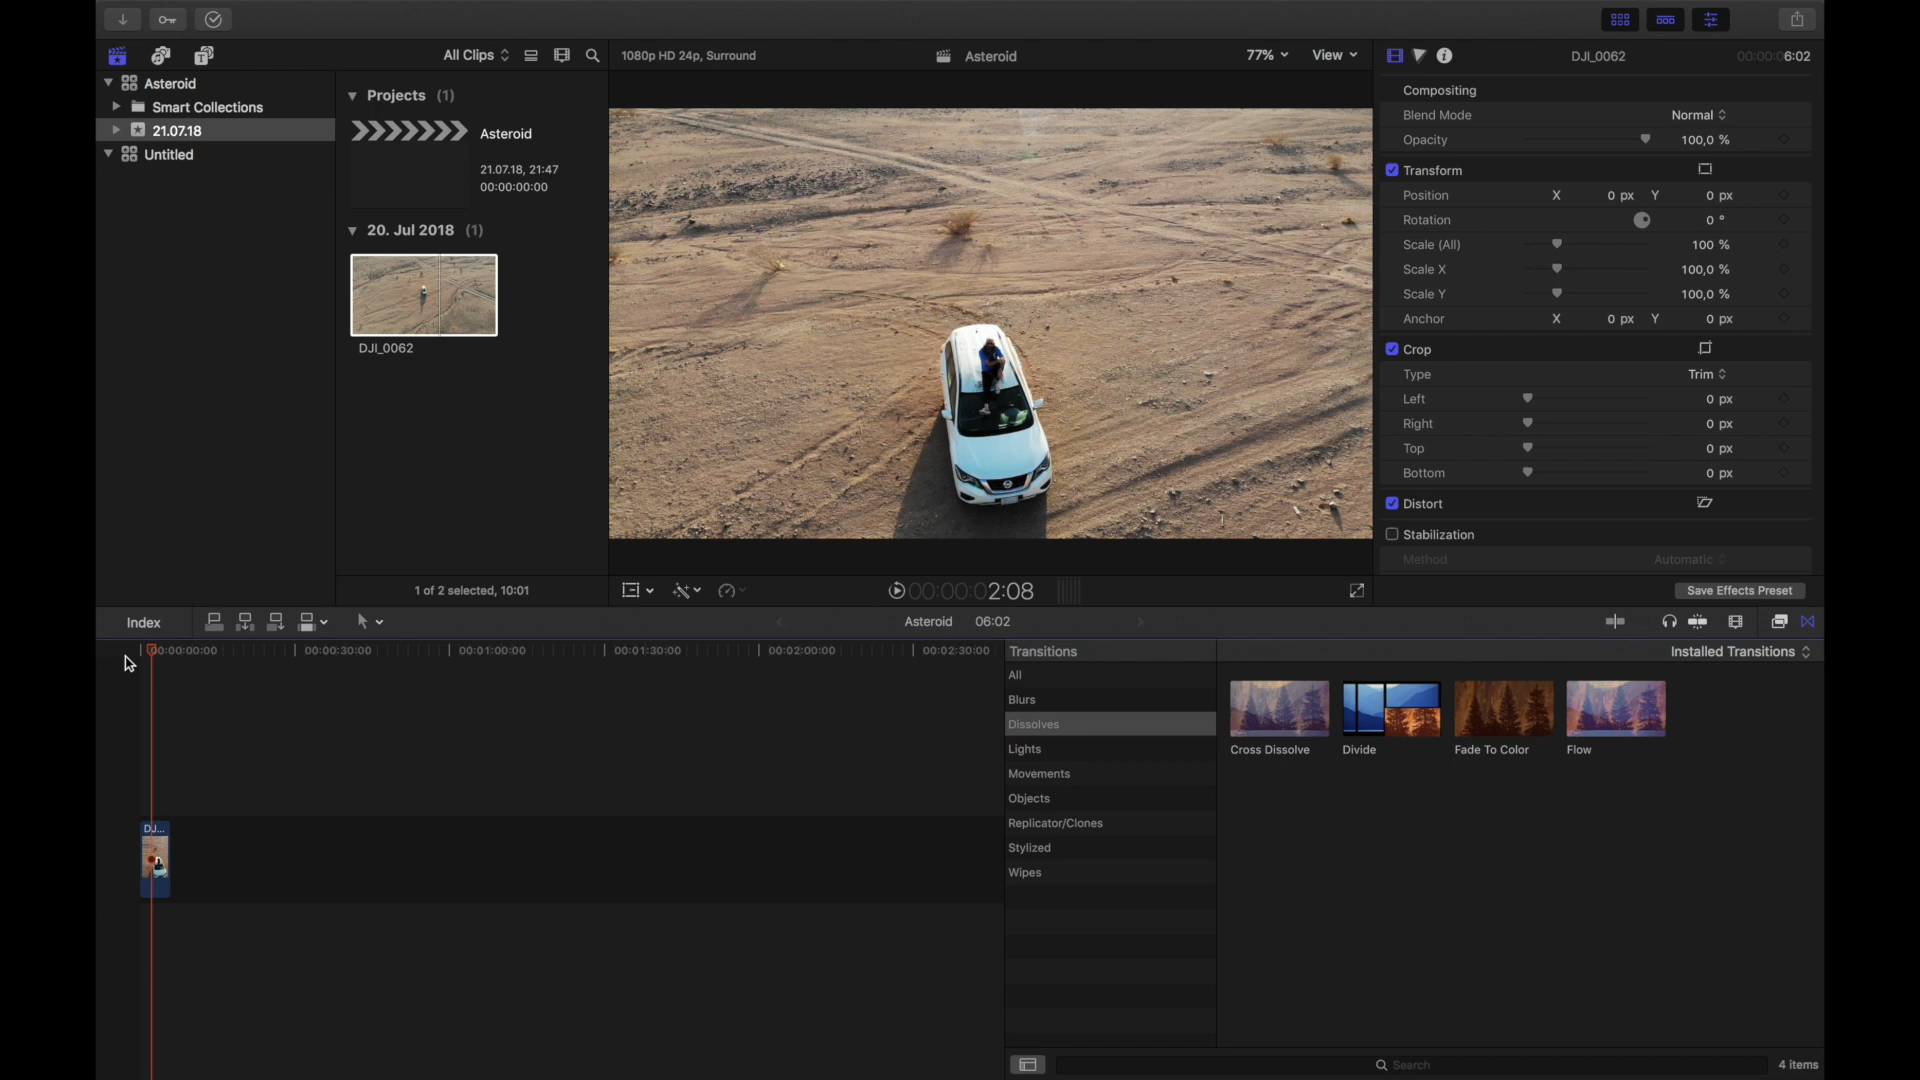 All Clips
1080p HD 24p, Surround
Asteroid
77%
View
DJI_0062
00:00:06:02
Asteroid
Smart Collections
21.07.18
Untitled
Projects (1)
Asteroid
21.07.18, 21:47
00:00:00:00
20. Jul 2018 (1)
DJI_0062
1 of 2 selected, 10:01
00:00:02:08
Compositing
Blend Mode Normal
Opacity 100,0 %
Transform
Position X 0 px Y 0 px
Rotation 0 °
Scale (All) 100 %
Scale X 100,0 %
Scale Y 100,0 %
Anchor X 0 px Y 0 px
Crop
Type Trim
Left 0 px
Right 0 px
Top 0 px
Bottom 0 px
Distort
Stabilization
Method Automatic
Save Effects Preset
Index
Asteroid 06:02
00:00:00:00 00:00:30:00 00:01:00:00 00:01:30:00 00:02:00:00 00:02:30:00
DJ...
Transitions
Installed Transitions
All
Blurs
Dissolves
Lights
Movements
Objects
Replicator/Clones
Stylized
Wipes
Cross Dissolve Divide Fade To Color Flow
Search
4 items